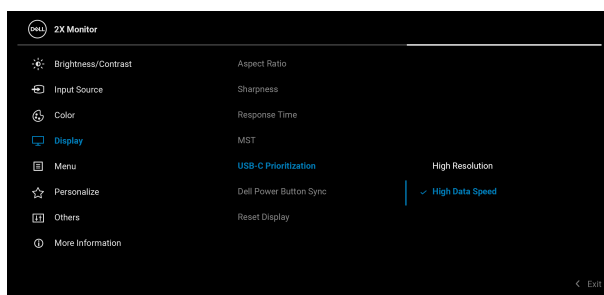 DELL 2X Monitor
Brightness/Contrast Aspect Ratio
Input Source Sharpness
Color Response Time
Display MST
Menu USB-C Prioritization High Resolution
Personalize Dell Power Button Sync High Data Speed
Others Reset Display
More Information
Exit